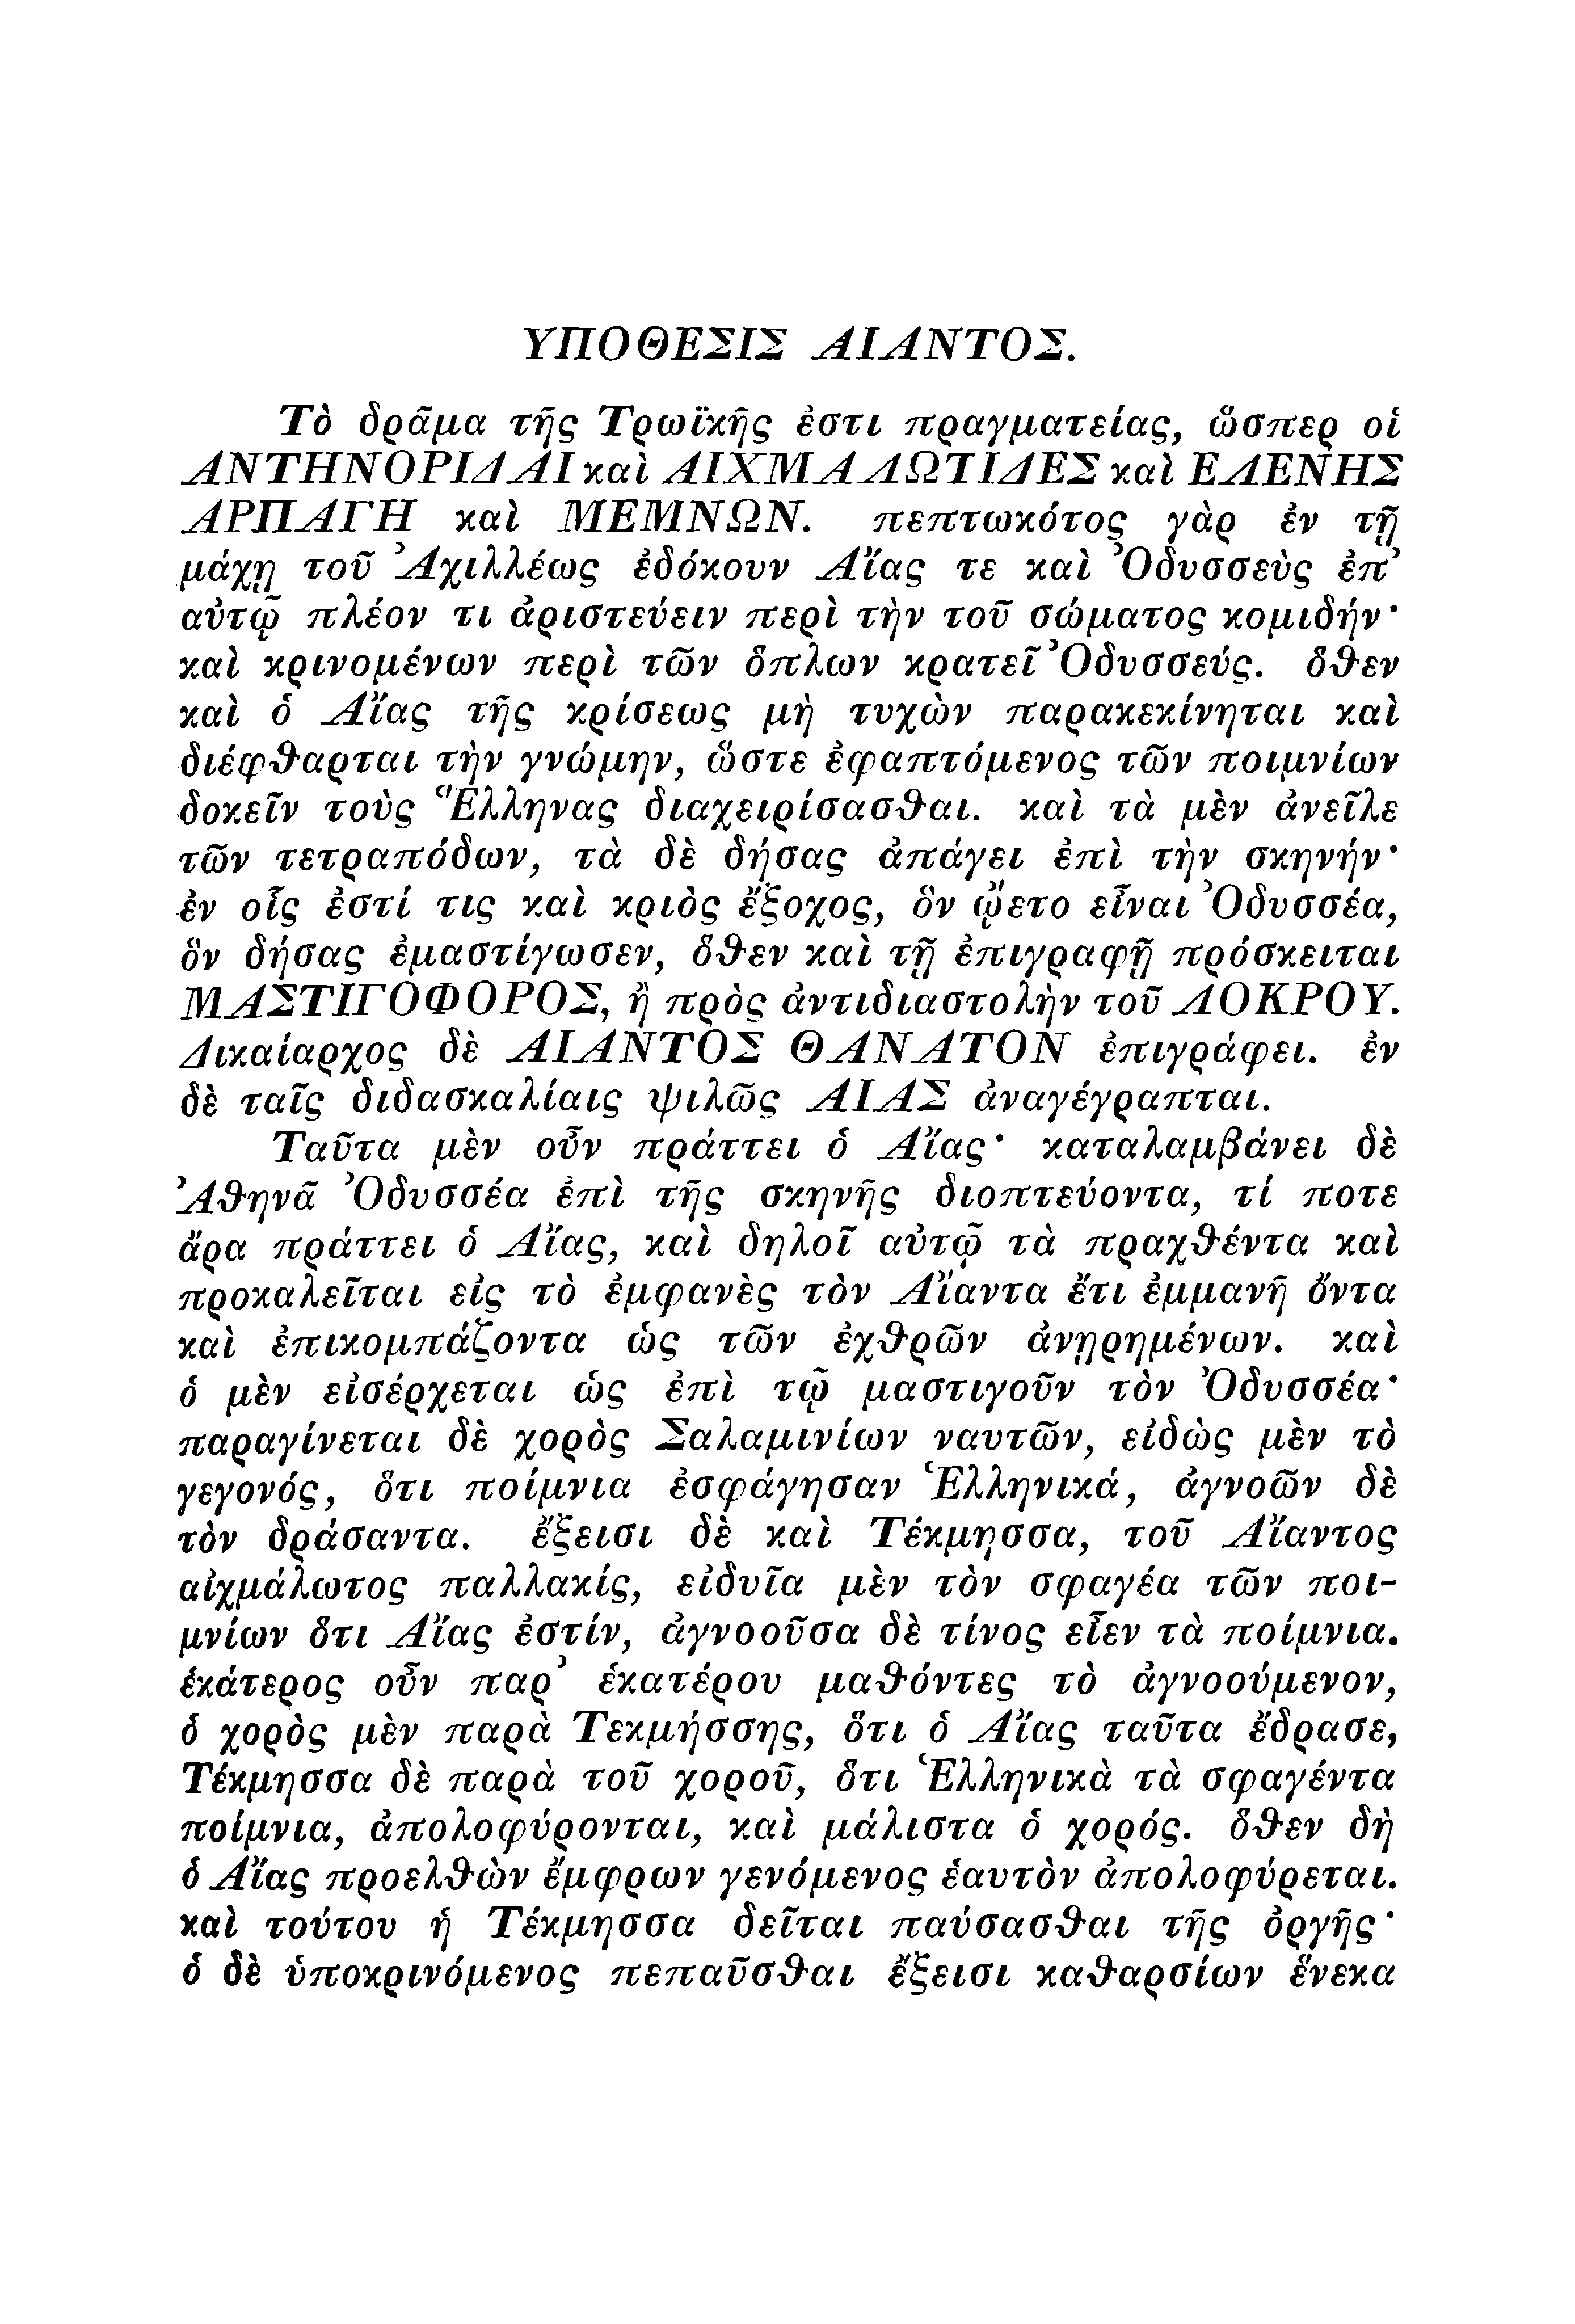 ΥΠΟΘΕΣΙΣ ΑΙΑΝΤΟΣ.
Τὸ δρᾶμα τῆς Τρωϊκῆς ἐστι πραγματείας, ὥσπερ οἱ
ΑΝΤΗΝΟΡΙΔΑΙ καὶ ΑΙΧΜΑΛΩΤΙΔΕΣ καὶ ΕΛΕΝΗΣ
ΑΡΠΑΓΗ καὶ ΜΕΜΝΩΝ. πεπτωκότος γὰρ ἐν τῇ
μάχῃ τοῦ Ἀχιλλέως ἐδόκουν Αἴας τε καὶ Ὀδυσσεὺς ἐπ’
αὐτῷ πλέον τι ἀριστεύειν περὶ τὴν τοῦ σώματος κομιδήν·
καὶ κρινομένων περὶ τῶν ὅπλων κρατεῖ Ὀδυσσεύς. ὅθεν
καὶ ὁ Αἴας τῆς κρίσεως μὴ τυχὼν παρακεκίνηται καὶ
διέφθαρται τὴν γνώμην, ὥστε ἐφαπτόμενος τῶν ποιμνίων
δοκεῖν τοὺς Ἕλληνας διαχειρίσασθαι. καὶ τὰ μὲν ἀνεῖλε
τῶν τετραπόδων, τὰ δὲ δήσας ἀπάγει ἐπὶ τὴν σκηνήν·
ἐν οἷς ἐστί τις καὶ κριὸς ἔξοχος, ὃν ᾤετο εἶναι Ὀδυσσέα,
ὃν δήσας ἐμαστίγωσεν, ὅθεν καὶ τῇ ἐπιγραφῇ πρόσκειται
ΜΑΣΤΙΓΟΦΟΡΟΣ, ἢ πρὸς ἀντιδιαστολὴν τοῦ ΛΟΚΡΟΥ.
Δικαίαρχος δὲ ΑΙΑΝΤΟΣ ΘΑΝΑΤΟΝ ἐπιγράφει. ἐν
δὲ ταῖς διδασκαλίαις ψιλῶς ΑΙΑΣ ἀναγέγραπται.
Ταῦτα μὲν οὖν πράττει ὁ Αἴας· καταλαμβάνει δὲ
Ἀθηνᾶ Ὀδυσσέα ἐπὶ τῆς σκηνῆς διοπτεύοντα, τί ποτε
ἄρα πράττει ὁ Αἴας, καὶ δηλοῖ αὐτῷ τὰ πραχθέντα καὶ
προκαλεῖται εἰς τὸ ἐμφανὲς τὸν Αἴαντα ἔτι ἐμμανῆ ὄντα
καὶ ἐπικομπάζοντα ὡς τῶν ἐχθρῶν ἀνῃρημένων. καὶ
ὁ μὲν εἰσέρχεται ὡς ἐπὶ τῷ μαστιγοῦν τὸν Ὀδυσσέα·
παραγίνεται δὲ χορὸς Σαλαμινίων ναυτῶν, εἰδὼς μὲν τὸ
γεγονός, ὅτι ποίμνια ἐσφάγησαν Ἑλληνικά, ἀγνοῶν δὲ
τὸν δράσαντα. ἔξεισι δὲ καὶ Τέκμησσα, τοῦ Αἴαντος
αἰχμάλωτος παλλακίς, εἰδυῖα μὲν τὸν σφαγέα τῶν ποι-
μνίων ὅτι Αἴας ἐστίν, ἀγνοοῦσα δὲ τίνος εἶεν τὰ ποίμνια.
ἑκάτερος οὖν παρ’ ἑκατέρου μαθόντες τὸ ἀγνοούμενον,
ὁ χορὸς μὲν παρὰ Τεκμήσσης, ὅτι ὁ Αἴας ταῦτα ἔδρασε,
Τέκμησσα δὲ παρὰ τοῦ χοροῦ, ὅτι Ἑλληνικὰ τὰ σφαγέντα
ποίμνια, ἀπολοφύρονται, καὶ μάλιστα ὁ χορός. ὅθεν δὴ
ὁ Αἴας προελθὼν ἔμφρων γενόμενος ἑαυτὸν ἀπολοφύρεται.
καὶ τούτου ἡ Τέκμησσα δεῖται παύσασθαι τῆς ὀργῆς·
ὁ δὲ ὑποκρινόμενος πεπαῦσθαι ἔξεισι καθαρσίων ἕνεκα